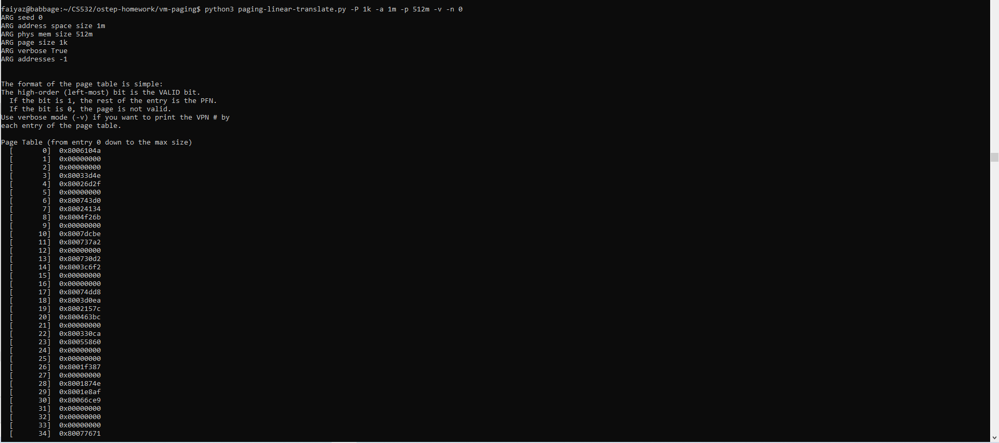 faiyaz@babbage:~/CS532/ostep-homework/vm-paging$ python3 paging-linear-translate.py -P 1k -a 1m -p 512m -v -n 0
ARG seed 0
ARG address space size 1m
ARG phys mem size 512m
ARG page size 1k
ARG verbose True
ARG addresses -1
The format of the page table is simple:
The high-order (left-most) bit is the VALID bit.
  If the bit is 1, the rest of the entry is the PFN.
  If the bit is 0, the page is not valid.
Use verbose mode (-v) if you want to print the VPN # by
each entry of the page table.
Page Table (from entry 0 down to the max size)
  [       0]  0x8006104a
  [       1]  0x00000000
  [       2]  0x00000000
  [       3]  0x80033d4e
  [       4]  0x80026d2f
  [       5]  0x00000000
  [       6]  0x800743d0
  [       7]  0x80024134
  [       8]  0x8004f26b
  [       9]  0x00000000
  [      10]  0x8007dcbe
  [      11]  0x800737a2
  [      12]  0x00000000
  [      13]  0x800730d2
  [      14]  0x8003c6f2
  [      15]  0x00000000
  [      16]  0x00000000
  [      17]  0x80074dd8
  [      18]  0x8003d0ea
  [      19]  0x8002157c
  [      20]  0x800463bc
  [      21]  0x00000000
  [      22]  0x800330ca
  [      23]  0x80055860
  [      24]  0x00000000
  [      25]  0x00000000
  [      26]  0x8001f387
  [      27]  0x00000000
  [      28]  0x8001874e
  [      29]  0x8001e8af
  [      30]  0x80066ce9
  [      31]  0x00000000
  [      32]  0x00000000
  [      33]  0x00000000
  [      34]  0x80077671